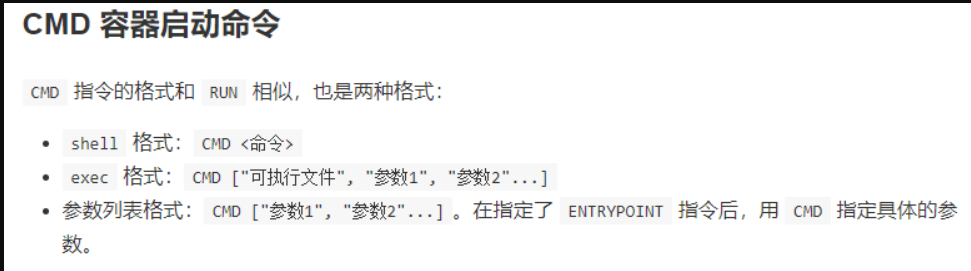 CMD 容器启动命令
CMD 指令的格式和 RUN 相似，也是两种格式：
shell 格式： CMD <命令>
exec 格式： CMD ["可执行文件", "参数1", "参数2"...]
参数列表格式： CMD ["参数1", "参数2"...] 。在指定了 ENTRYPOINT 指令后，用 CMD 指定具体的参
数。